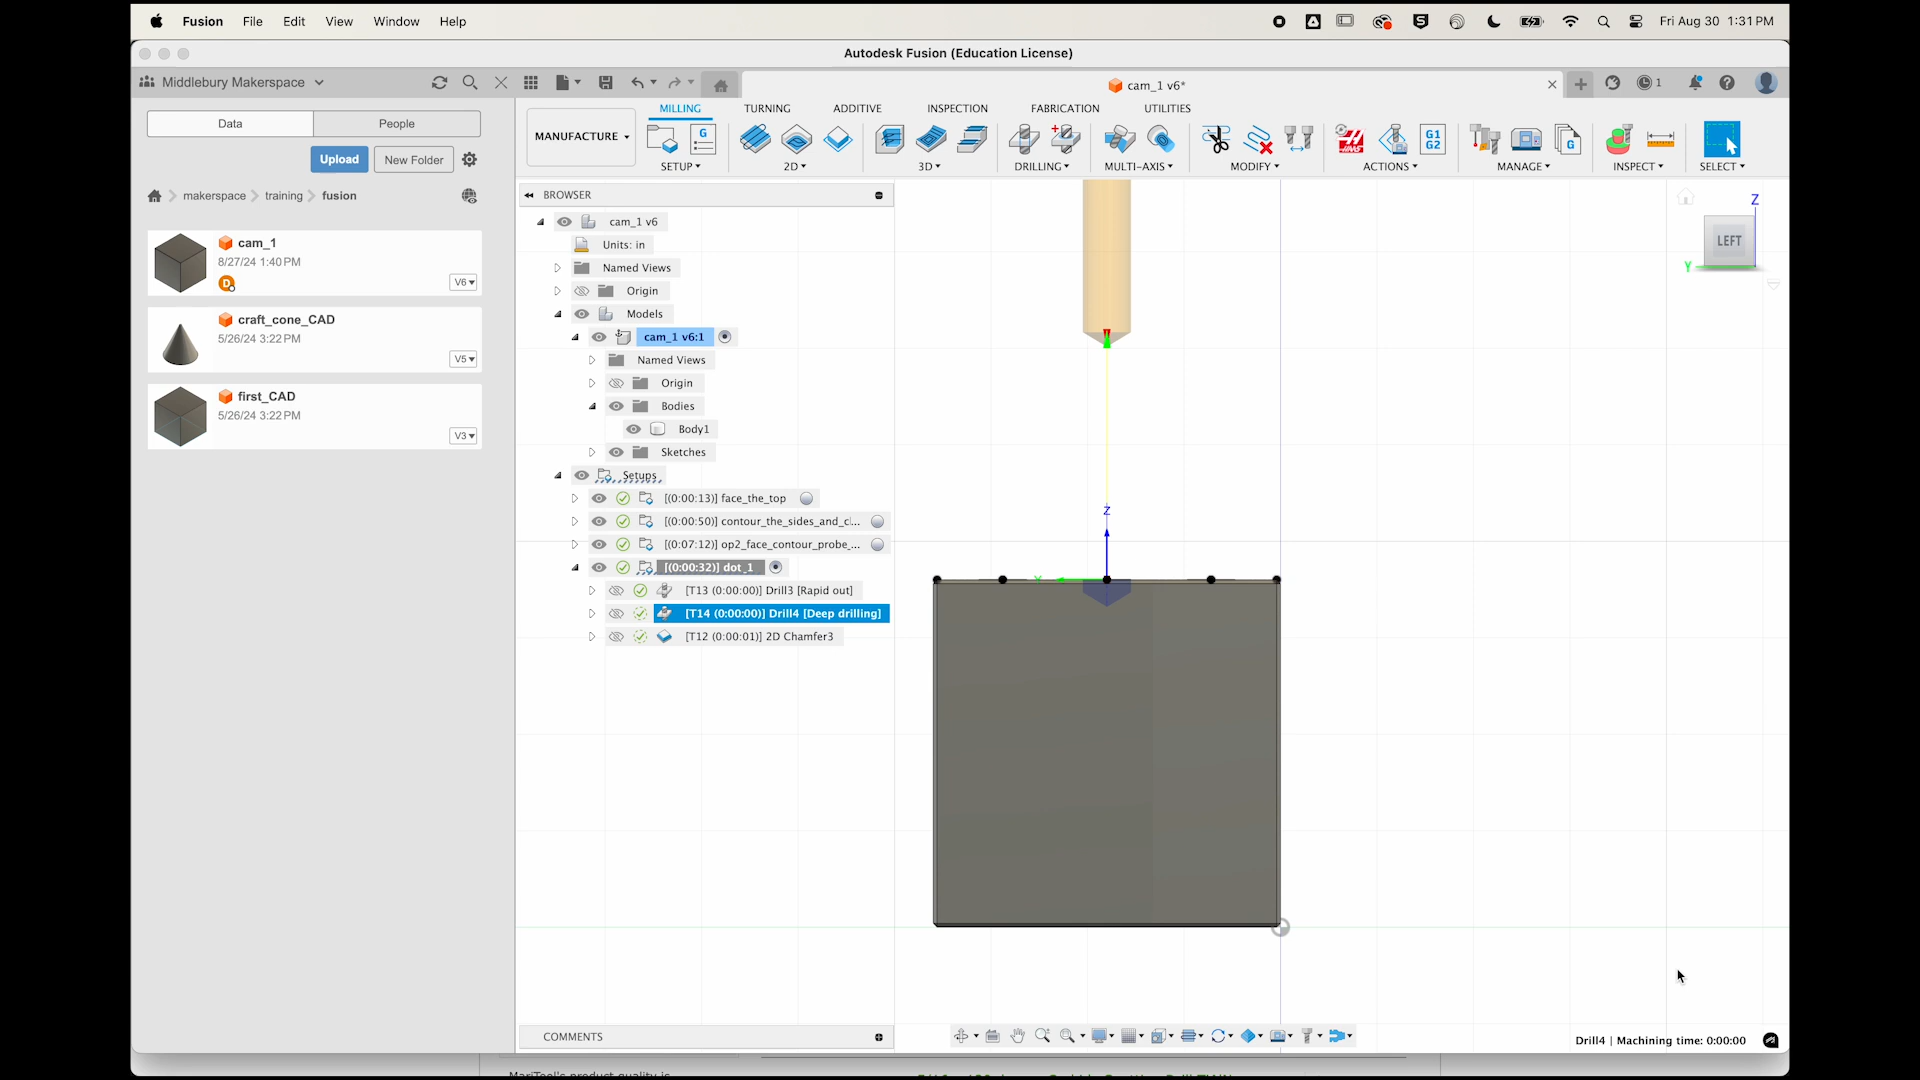 Fusion File Edit View Window Help
Fri Aug 30 1:31 PM
Autodesk Fusion (Education License)
Middlebury Makerspace
cam_1 v6*
1
Data People
Upload New Folder
makerspace training fusion
cam_1
8/27/24 1:40 PM
D
V6
craft_cone_CAD
5/26/24 3:22 PM
V5
first_CAD
5/26/24 3:22 PM
V3
MILLING TURNING ADDITIVE INSPECTION FABRICATION UTILITIES
MANUFACTURE
G
G1
G2
G
SETUP 2D 3D DRILLING MULTI-AXIS MODIFY ACTIONS MANAGE INSPECT SELECT
BROWSER
cam_1 v6
Units: in
Named Views
Origin
Models
cam_1 v6:1
Named Views
Origin
Bodies
Body1
Sketches
Setups
[(0:00:13)] face_the_top
[(0:00:50)] contour_the_sides_and_c...
[(0:07:12)] op2_face_contour_probe_...
[(0:00:32)] dot_1
[T13 (0:00:00)] Drill3 [Rapid out]
[T14 (0:00:00)] Drill4 [Deep drilling]
[T12 (0:00:01)] 2D Chamfer3
Z
LEFT
Y
Z
X
COMMENTS
Drill4 | Machining time: 0:00:00